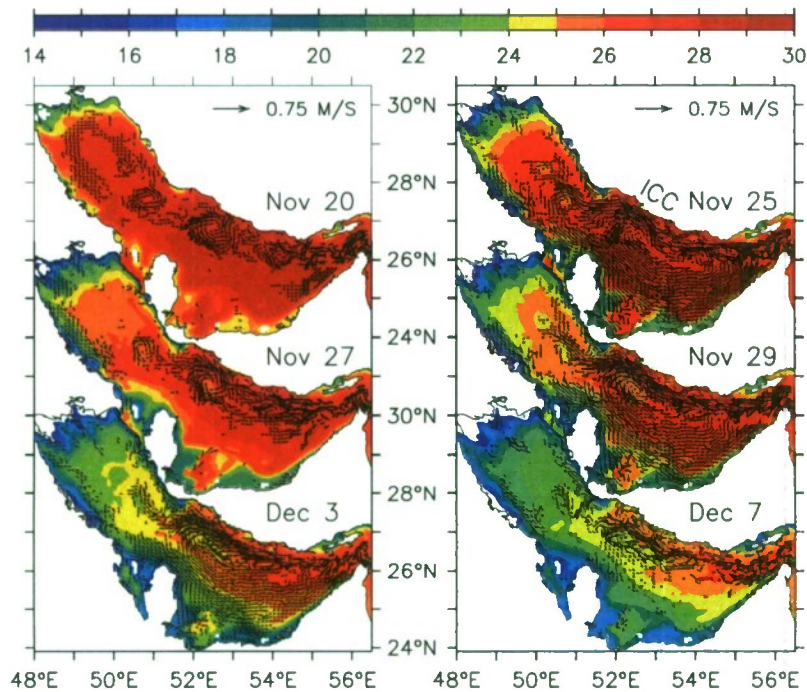 14 16 18 20 22 24 26 28 30
0.75 M/S
30°N
0.75 M/S
28°N
Nov 20
ICC Nov 25
26°N
24°N
Nov 27
Nov 29
30°N
28°N
Dec 3
Dec 7
26°N
24°N
48°E 50°E 52°E 54°E 56°E
48°E 50°E 52°E 54°E 56°E